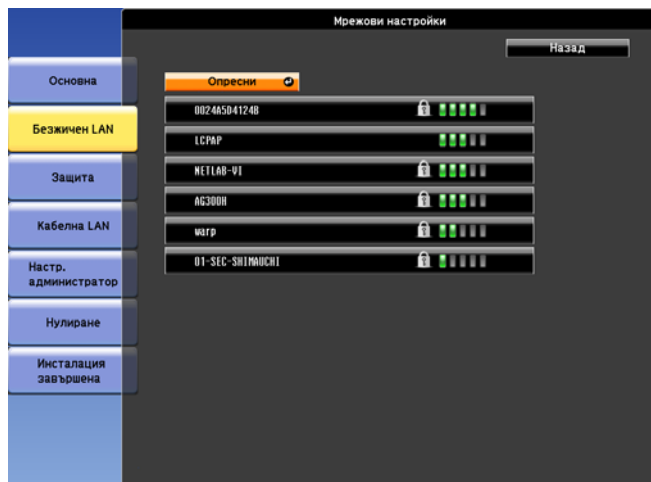 Мрежови настройки
Назад
Основна
Безжичен LAN
Защита
Кабелна LAN
Настр.
администратор
Нулиране
Инсталация
завършена
Опресни
0024A5D4124B
LCPAP
NETLAB-VI
AG300H
warp
01-SEC-SHIMAUCHI